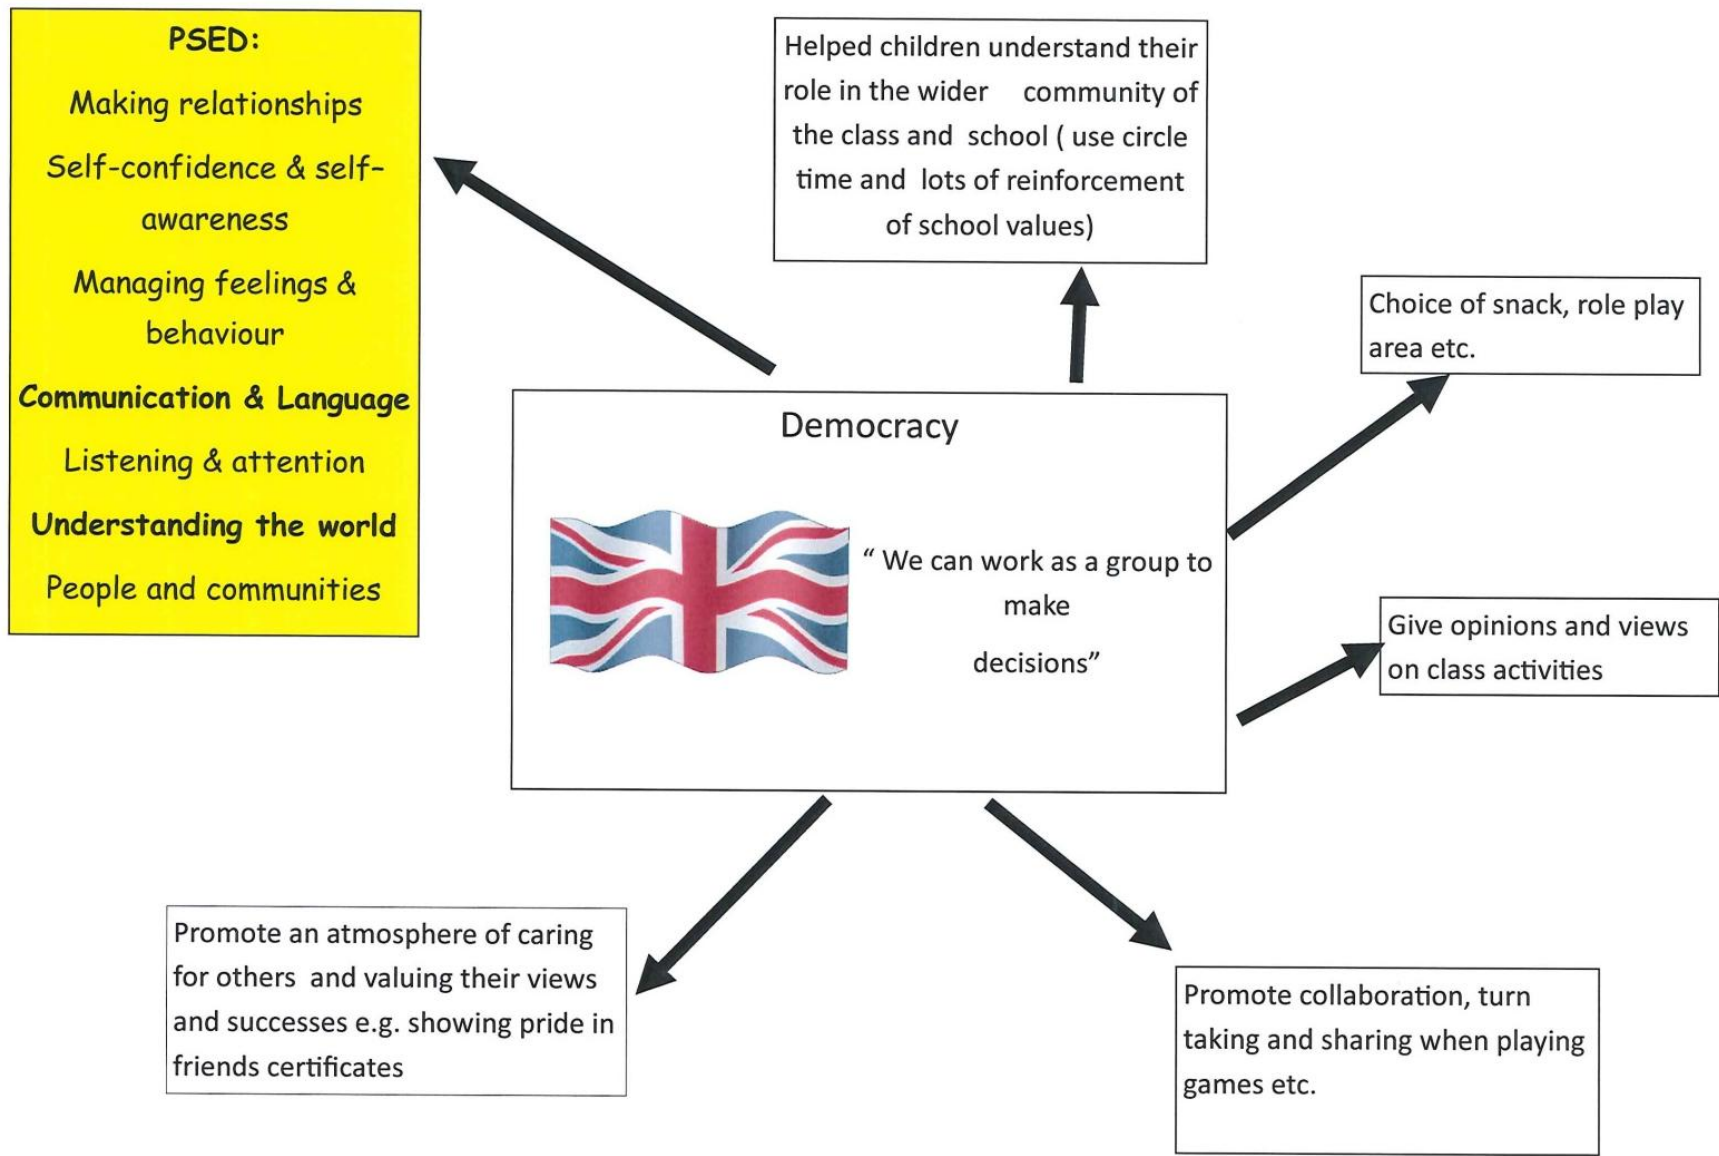 PSED:
Making relationships
Self-confidence & self-
awareness
Managing feelings &
behaviour
Communication & Language
Listening & attention
Understanding the world
People and communities
Helped children understand their
role in the wider community of
the class and school ( use circle
time and lots of reinforcement
of school values)
Choice of snack, role play
area etc.
Democracy
“ We can work as a group to
make
decisions”
Give opinions and views
on class activities
Promote an atmosphere of caring
for others and valuing their views
and successes e.g. showing pride in
friends certificates
Promote collaboration, turn
taking and sharing when playing
games etc.